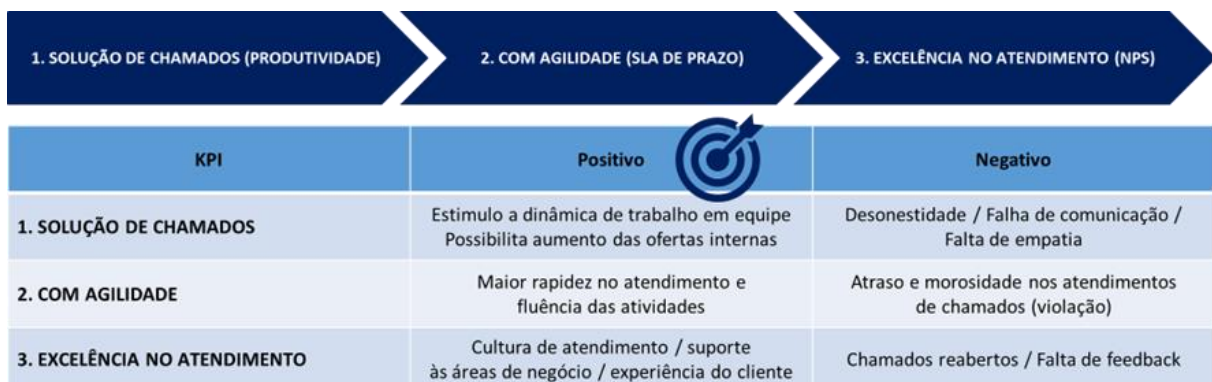 1. SOLUÇÃO DE CHAMADOS (PRODUTIVIDADE)
2. COM AGILIDADE (SLA DE PRAZO)
3. EXCELÊNCIA NO ATENDIMENTO (NPS)
KPI
Positivo
Negativo
1. SOLUÇÃO DE CHAMADOS
Estimulo a dinâmica de trabalho em equipe
Possibilita aumento das ofertas internas
Desonestidade / Falha de comunicação /
Falta de empatia
2. COM AGILIDADE
Maior rapidez no atendimento e
fluência das atividades
Atraso e morosidade nos atendimentos
de chamados (violação)
3. EXCELÊNCIA NO ATENDIMENTO
Cultura de atendimento / suporte
às áreas de negócio / experiência do cliente
Chamados reabertos / Falta de feedback